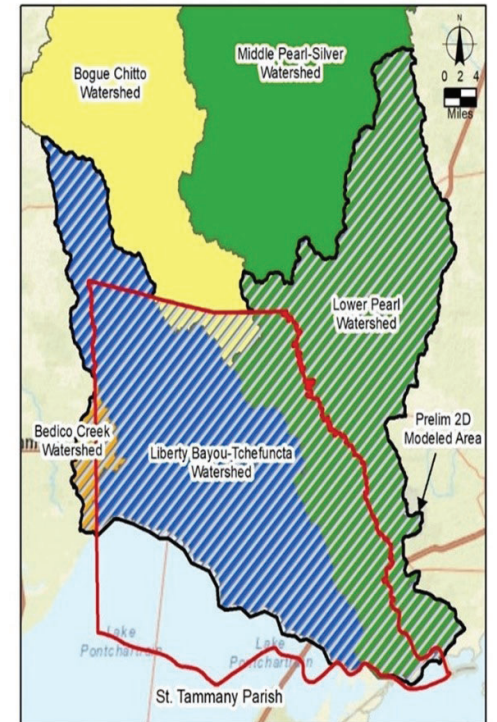 N
0 2 4
Miles
Middle Pearl-Silver
Watershed
Bogue Chitto
Watershed
Lower Pearl
Watershed
Bedico Creek
Watershed
Liberty Bayou-Tchefuncta
Watershed
Prelim 2D
Modeled Area
Lake
Pontchartrain
Lake
Pontchartrain
St. Tammany Parish